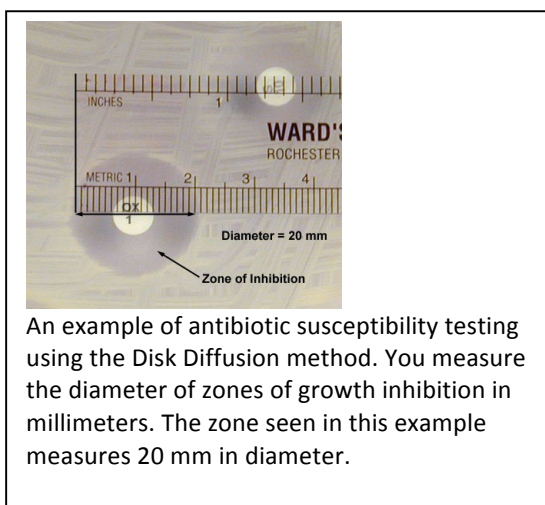 INCHES
1
WARD'S
ROCHESTER
METRIC 1 2 3 4
OX
1
Diameter = 20 mm
Zone of Inhibition
An example of antibiotic susceptibility testing
using the Disk Diffusion method. You measure
the diameter of zones of growth inhibition in
millimeters. The zone seen in this example
measures 20 mm in diameter.